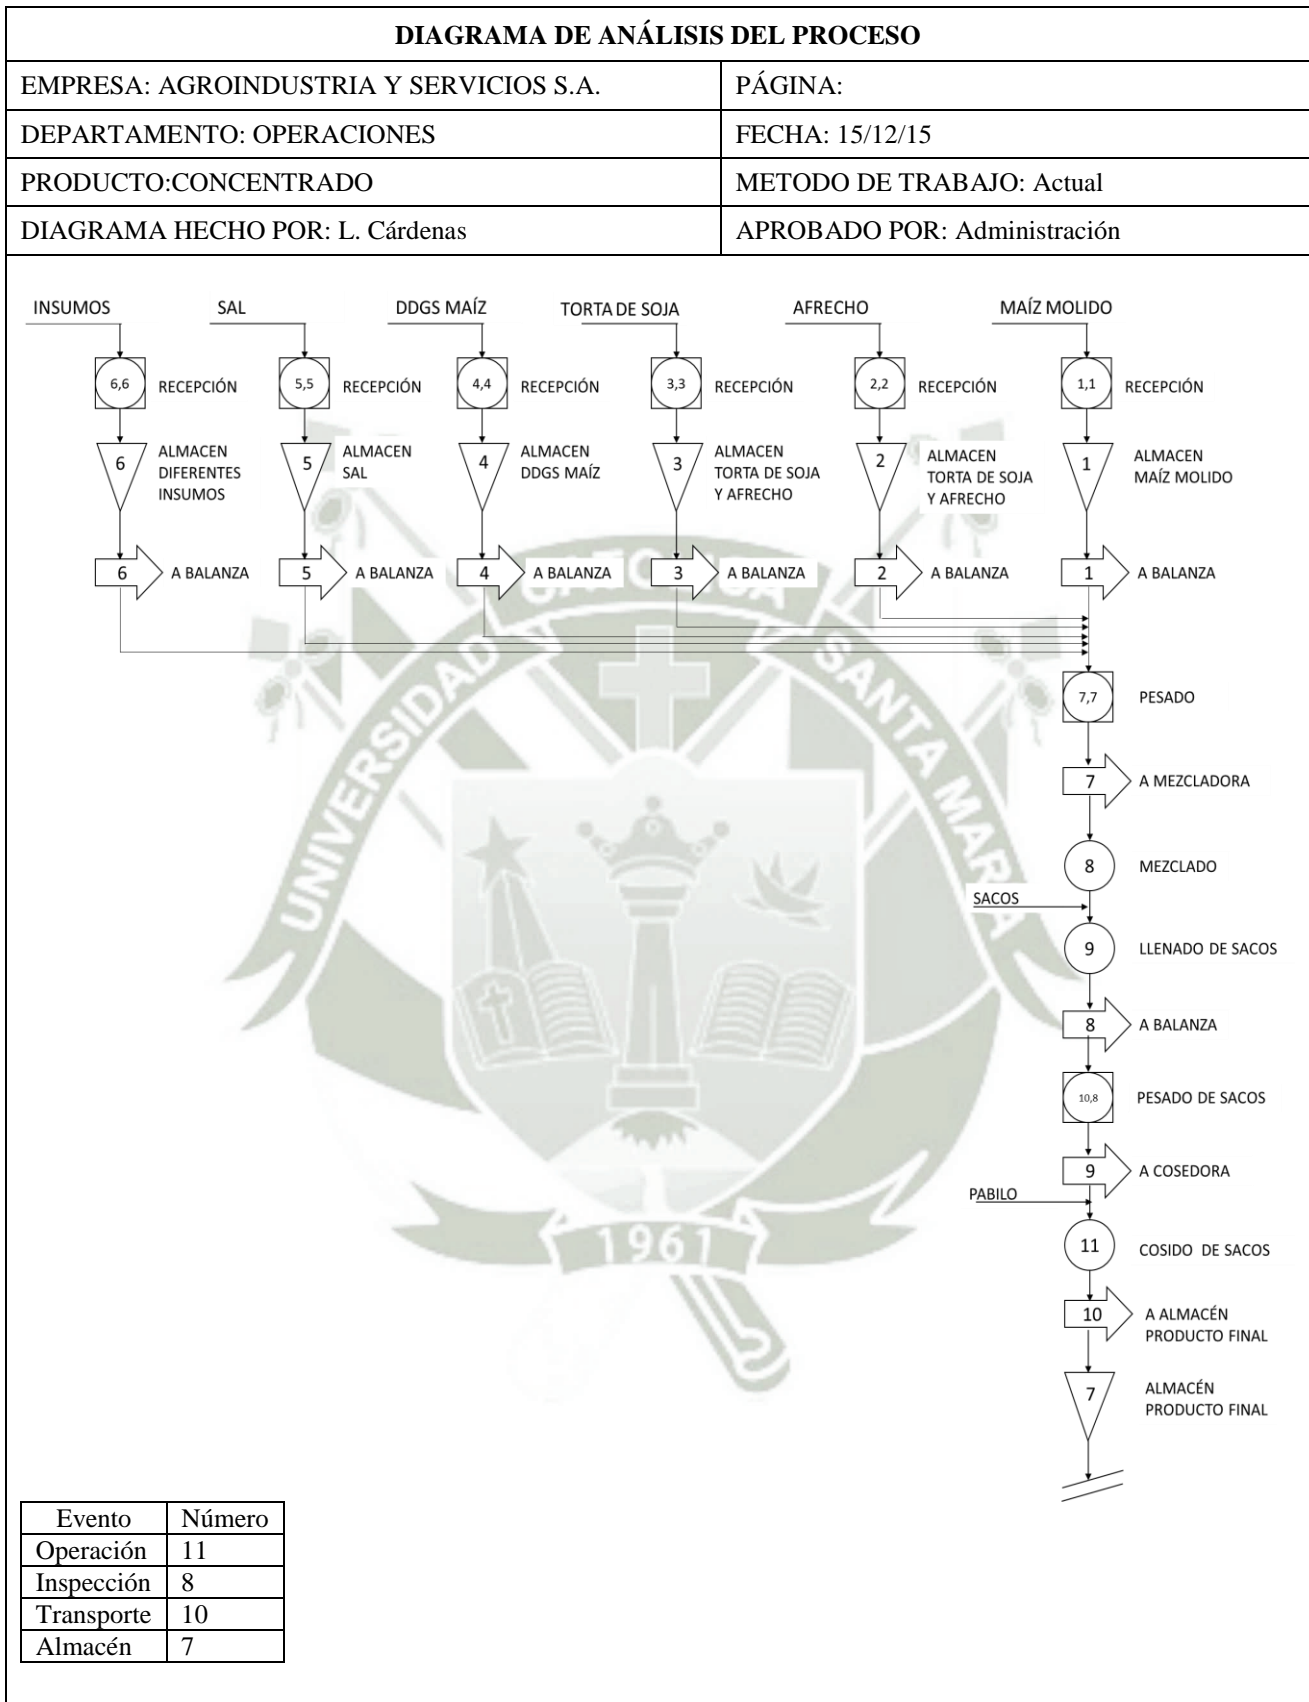 DIAGRAMA DE ANÁLISIS DEL PROCESO
EMPRESA: AGROINDUSTRIA Y SERVICIOS S.A.
PÁGINA:
DEPARTAMENTO: OPERACIONES
FECHA: 15/12/15
PRODUCTO:CONCENTRADO
METODO DE TRABAJO: Actual
DIAGRAMA HECHO POR: L. Cárdenas
APROBADO POR: Administración
INSUMOS
SAL
DDGS MAÍZ
TORTA DE SOJA
AFRECHO
MAÍZ MOLIDO
6,6
RECEPCIÓN
5,5
RECEPCIÓN
4,4
RECEPCIÓN
3,3
RECEPCIÓN
2,2
RECEPCIÓN
1,1
RECEPCIÓN
6
ALMACEN
DIFERENTES
INSUMOS
5
ALMACEN
SAL
4
ALMACEN
DDGS MAÍZ
3
ALMACEN
TORTA DE SOJA
Y AFRECHO
2
ALMACEN
TORTA DE SOJA
Y AFRECHO
1
ALMACEN
MAÍZ MOLIDO
6
A BALANZA
5
A BALANZA
4
A BALANZA
3
A BALANZA
2
A BALANZA
1
A BALANZA
7,7
PESADO
7
A MEZCLADORA
8
MEZCLADO
SACOS
9
LLENADO DE SACOS
8
A BALANZA
10,8
PESADO DE SACOS
9
A COSEDORA
PABILO
11
COSIDO DE SACOS
10
A ALMACÉN
PRODUCTO FINAL
7
ALMACÉN
PRODUCTO FINAL
UNIVERSIDAD CATOLICA SANTA MARIA
1961
Evento Número
Operación 11
Inspección 8
Transporte 10
Almacén 7